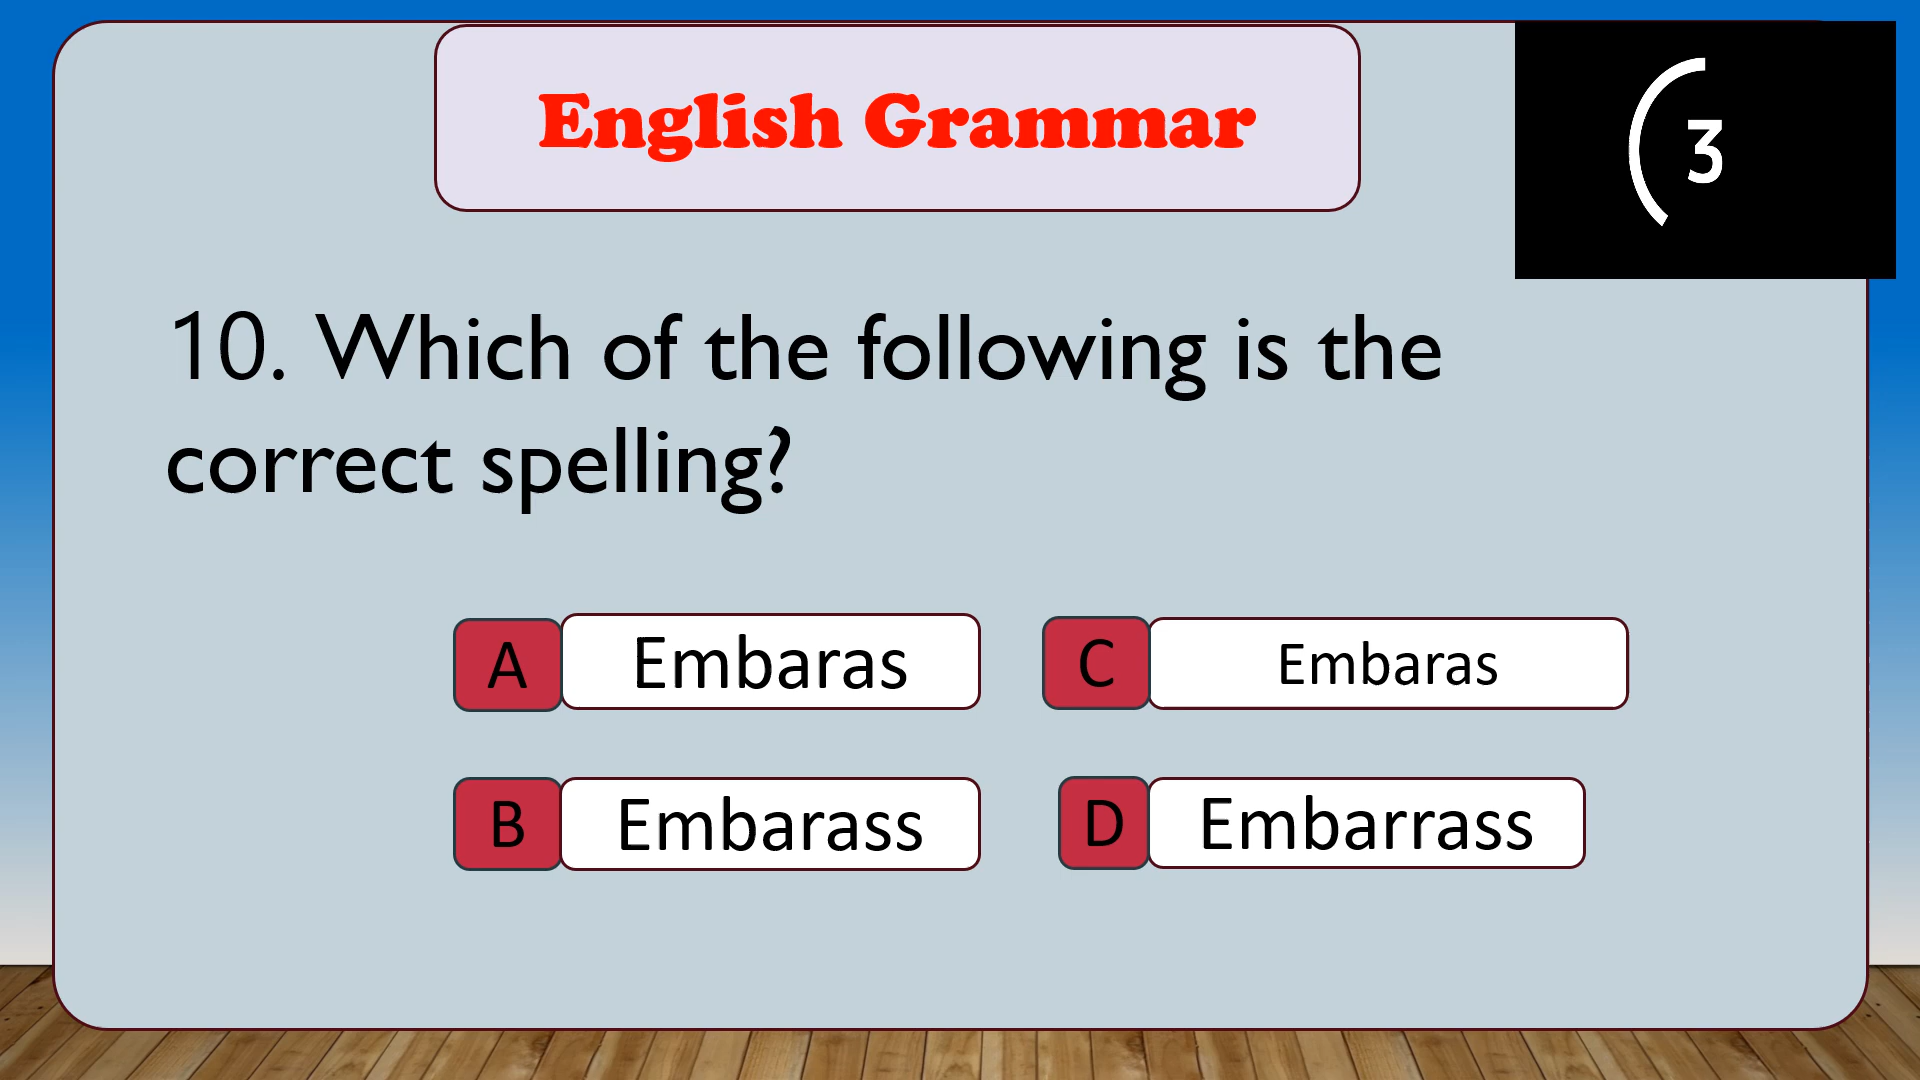 English Grammar
3
10. Which of the following is the
correct spelling?
A Embaras
C Embaras
B Embarass
D Embarrass